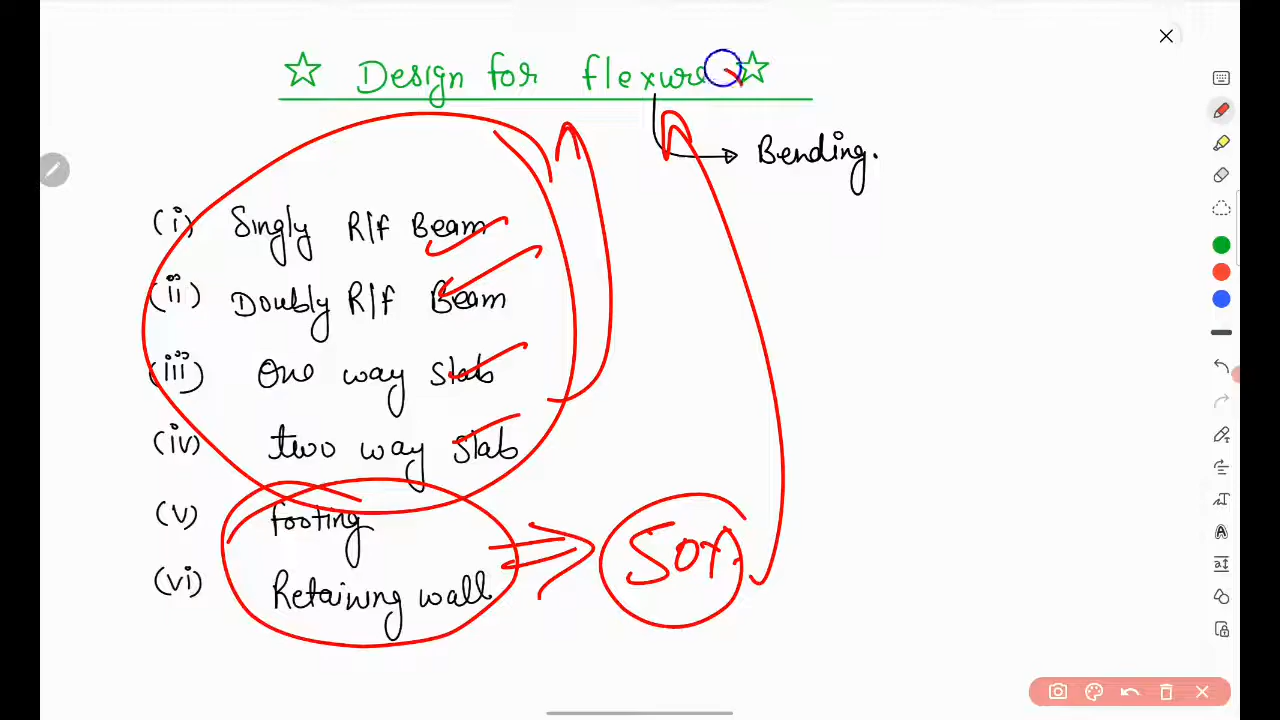 ☆ Design for flexure ☆
Bending.
(i) Singly R/f Beam
(ii) Doubly R/f Beam
(iii) One way Slab
(iv) two way Slab
(v) footing
(vi) Retaining wall
50%